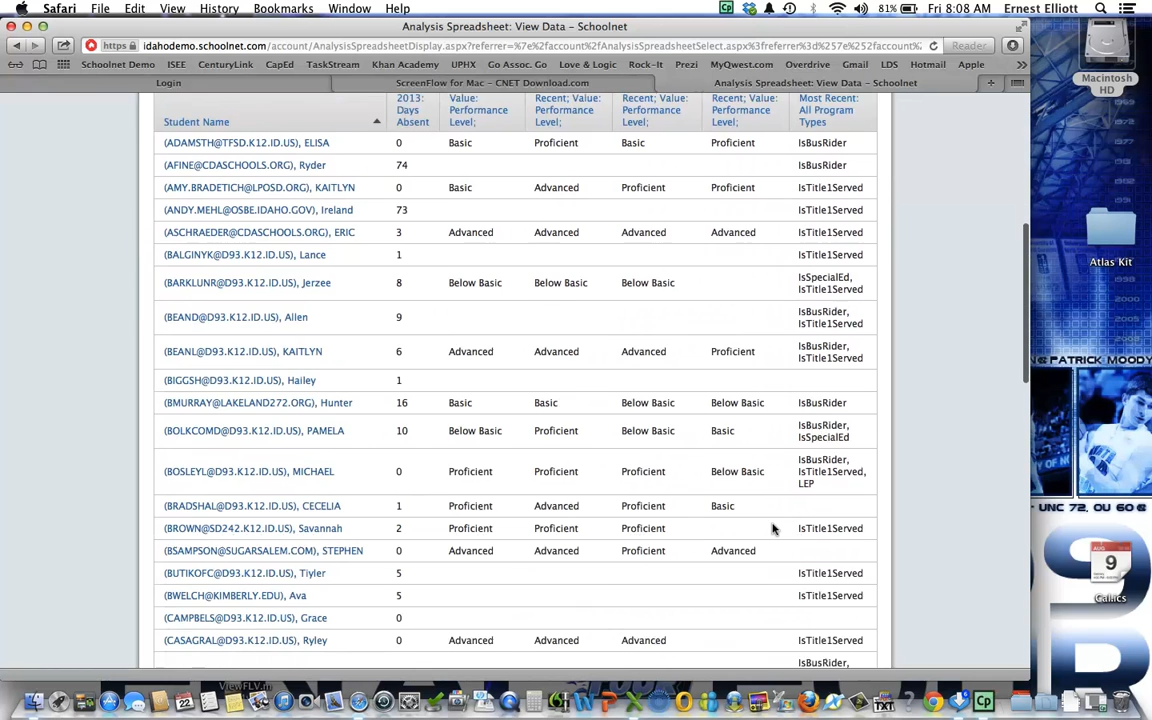 Safari File Edit View History Bookmarks Window Help 81% Fri 8:08 AM Ernest Elliott
Analysis Spreadsheet: View Data – Schoolnet
https idahodemo.schoolnet.com/account/AnalysisSpreadsheetDisplay.aspx?referrer=%7e%2faccount%2fAnalysisSpreadsheetSelect.aspx%3freferrer%3d%257e%252faccount% Reader
Schoolnet Demo ISEE CenturyLink CapEd TaskStream Khan Academy UPHX Go Assoc. Go Love & Logic Rock-It Prezi MyQwest.com Overdrive Gmail LDS Hotmail Apple
Login ScreenFlow for Mac – CNET Download.com Analysis Spreadsheet: View Data – Schoolnet
Macintosh HD
Student Name 2013: Days Absent Value: Performance Level; Recent; Value: Performance Level; Recent; Value: Performance Level; Recent; Value: Performance Level; Most Recent: All Program Types
(ADAMSTH@TFSD.K12.ID.US), ELISA 0 Basic Proficient Basic Proficient IsBusRider
(AFINE@CDASCHOOLS.ORG), Ryder 74 IsBusRider
(AMY.BRADETICH@LPOSD.ORG), KAITLYN 0 Basic Advanced Proficient Proficient IsTitle1Served
(ANDY.MEHL@OSBE.IDAHO.GOV), Ireland 73 IsTitle1Served
(ASCHRAEDER@CDASCHOOLS.ORG), ERIC 3 Advanced Advanced Advanced Advanced IsTitle1Served
(BALGINYK@D93.K12.ID.US), Lance 1 IsTitle1Served
(BARKLUNR@D93.K12.ID.US), Jerzee 8 Below Basic Below Basic Below Basic IsSpecialEd, IsTitle1Served
(BEAND@D93.K12.ID.US), Allen 9 IsBusRider, IsTitle1Served
(BEANL@D93.K12.ID.US), KAITLYN 6 Advanced Advanced Advanced Proficient IsBusRider, IsTitle1Served
(BIGGSH@D93.K12.ID.US), Hailey 1
(BMURRAY@LAKELAND272.ORG), Hunter 16 Basic Basic Below Basic Below Basic IsBusRider
(BOLKCOMD@D93.K12.ID.US), PAMELA 10 Below Basic Proficient Below Basic Basic IsBusRider, IsSpecialEd
(BOSLEYL@D93.K12.ID.US), MICHAEL 0 Proficient Proficient Proficient Below Basic IsBusRider, IsTitle1Served, LEP
(BRADSHAL@D93.K12.ID.US), CECELIA 1 Proficient Advanced Proficient Basic
(BROWN@SD242.K12.ID.US), Savannah 2 Proficient Proficient Proficient IsTitle1Served
(BSAMPSON@SUGARSALEM.COM), STEPHEN 0 Advanced Advanced Proficient Advanced
(BUTIKOFC@D93.K12.ID.US), Tiyler 5 IsTitle1Served
(BWELCH@KIMBERLY.EDU), Ava 5 IsTitle1Served
(CAMPBELS@D93.K12.ID.US), Grace 0
(CASAGRAL@D93.K12.ID.US), Ryley 0 Advanced Advanced Advanced IsTitle1Served
IsBusRider,
Atlas Kit
PATRICK MOODY
UNC 72, OU 60
AUG
9
Cal.ics
TXT
Cp